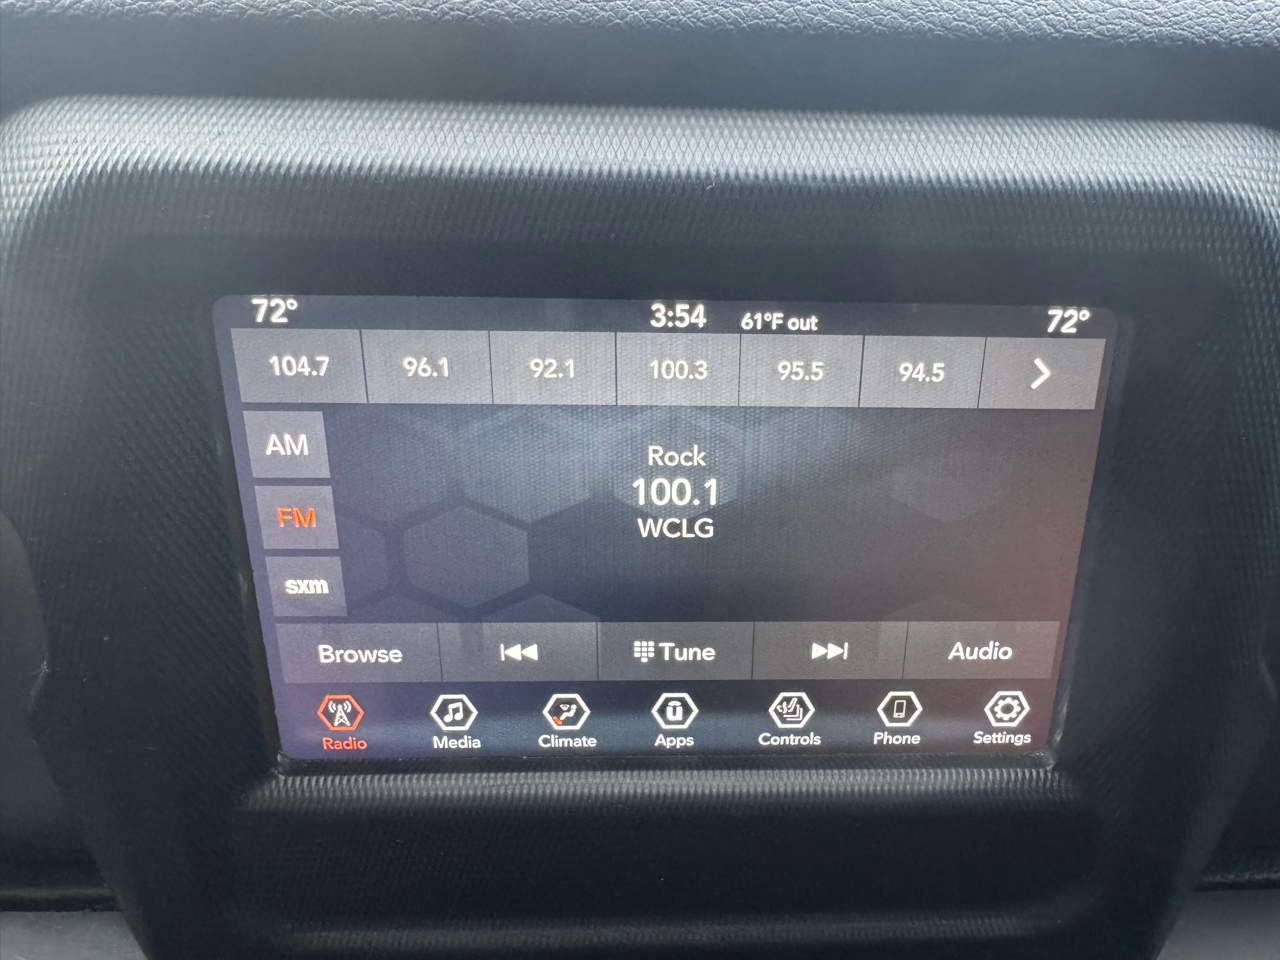 72° 3:54 61°F out 72°
104.7 96.1 92.1 100.3 95.5 94.5
AM
Rock
100.1
FM
WCLG
sxm
Browse Tune Audio
Radio Media Climate Apps Controls Phone Settings